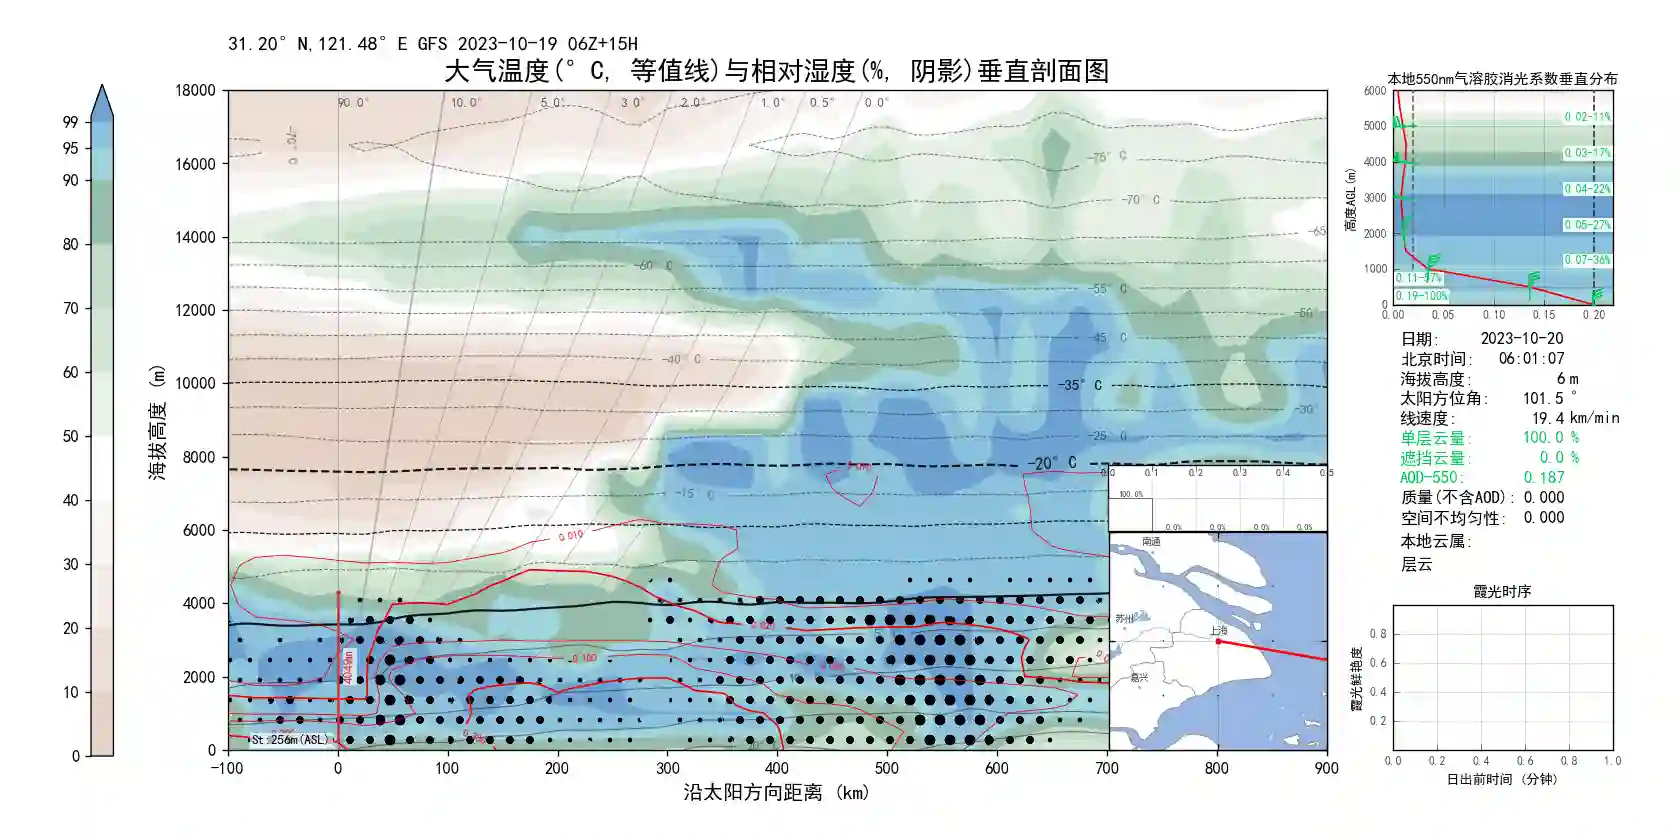 31.20° N,121.48° E GFS 2023-10-19 06Z+15H
大气温度(° C, 等值线)与相对湿度(%, 阴影)垂直剖面图
99
95
90
80
70
60
50
40
30
20
10
0
海拔高度 (m)
18000
16000
14000
12000
10000
8000
6000
4000
2000
0
90.0° 10.0° 5.0° 3.0° 2.0° 1.0° 0.5° 0.0°
-75° C
-70° C
-65
-60° C
-55° C
-50
-45 C
-40° C
-35° C
-30°
-25 C
-20° C
-15° C
0.010
0.100
4049m
St:256m(ASL)
-100 0 100 200 300 400 500 600 700 800 900
沿太阳方向距离 (km)
0.0 0.1 0.2 0.3 0.4 0.5
100.0%
0.0% 0.0% 0.0% 0.0%
南通
苏州
上海
嘉兴
本地550nm气溶胶消光系数垂直分布
高度AGL(m)
6000
5000
4000
3000
2000
1000
0
0.02-11%
0.03-17%
0.04-22%
0.05-27%
0.07-36%
0.11-57%
0.19-100%
0.00 0.05 0.10 0.15 0.20
日期: 2023-10-20
北京时间: 06:01:07
海拔高度: 6 m
太阳方位角: 101.5 °
线速度: 19.4 km/min
单层云量: 100.0 %
遮挡云量: 0.0 %
AOD-550: 0.187
质量(不含AOD): 0.000
空间不均匀性: 0.000
本地云属:
层云
霞光时序
霞光鲜艳度
0.8
0.6
0.4
0.2
0.0 0.2 0.4 0.6 0.8 1.0
日出前时间 (分钟)